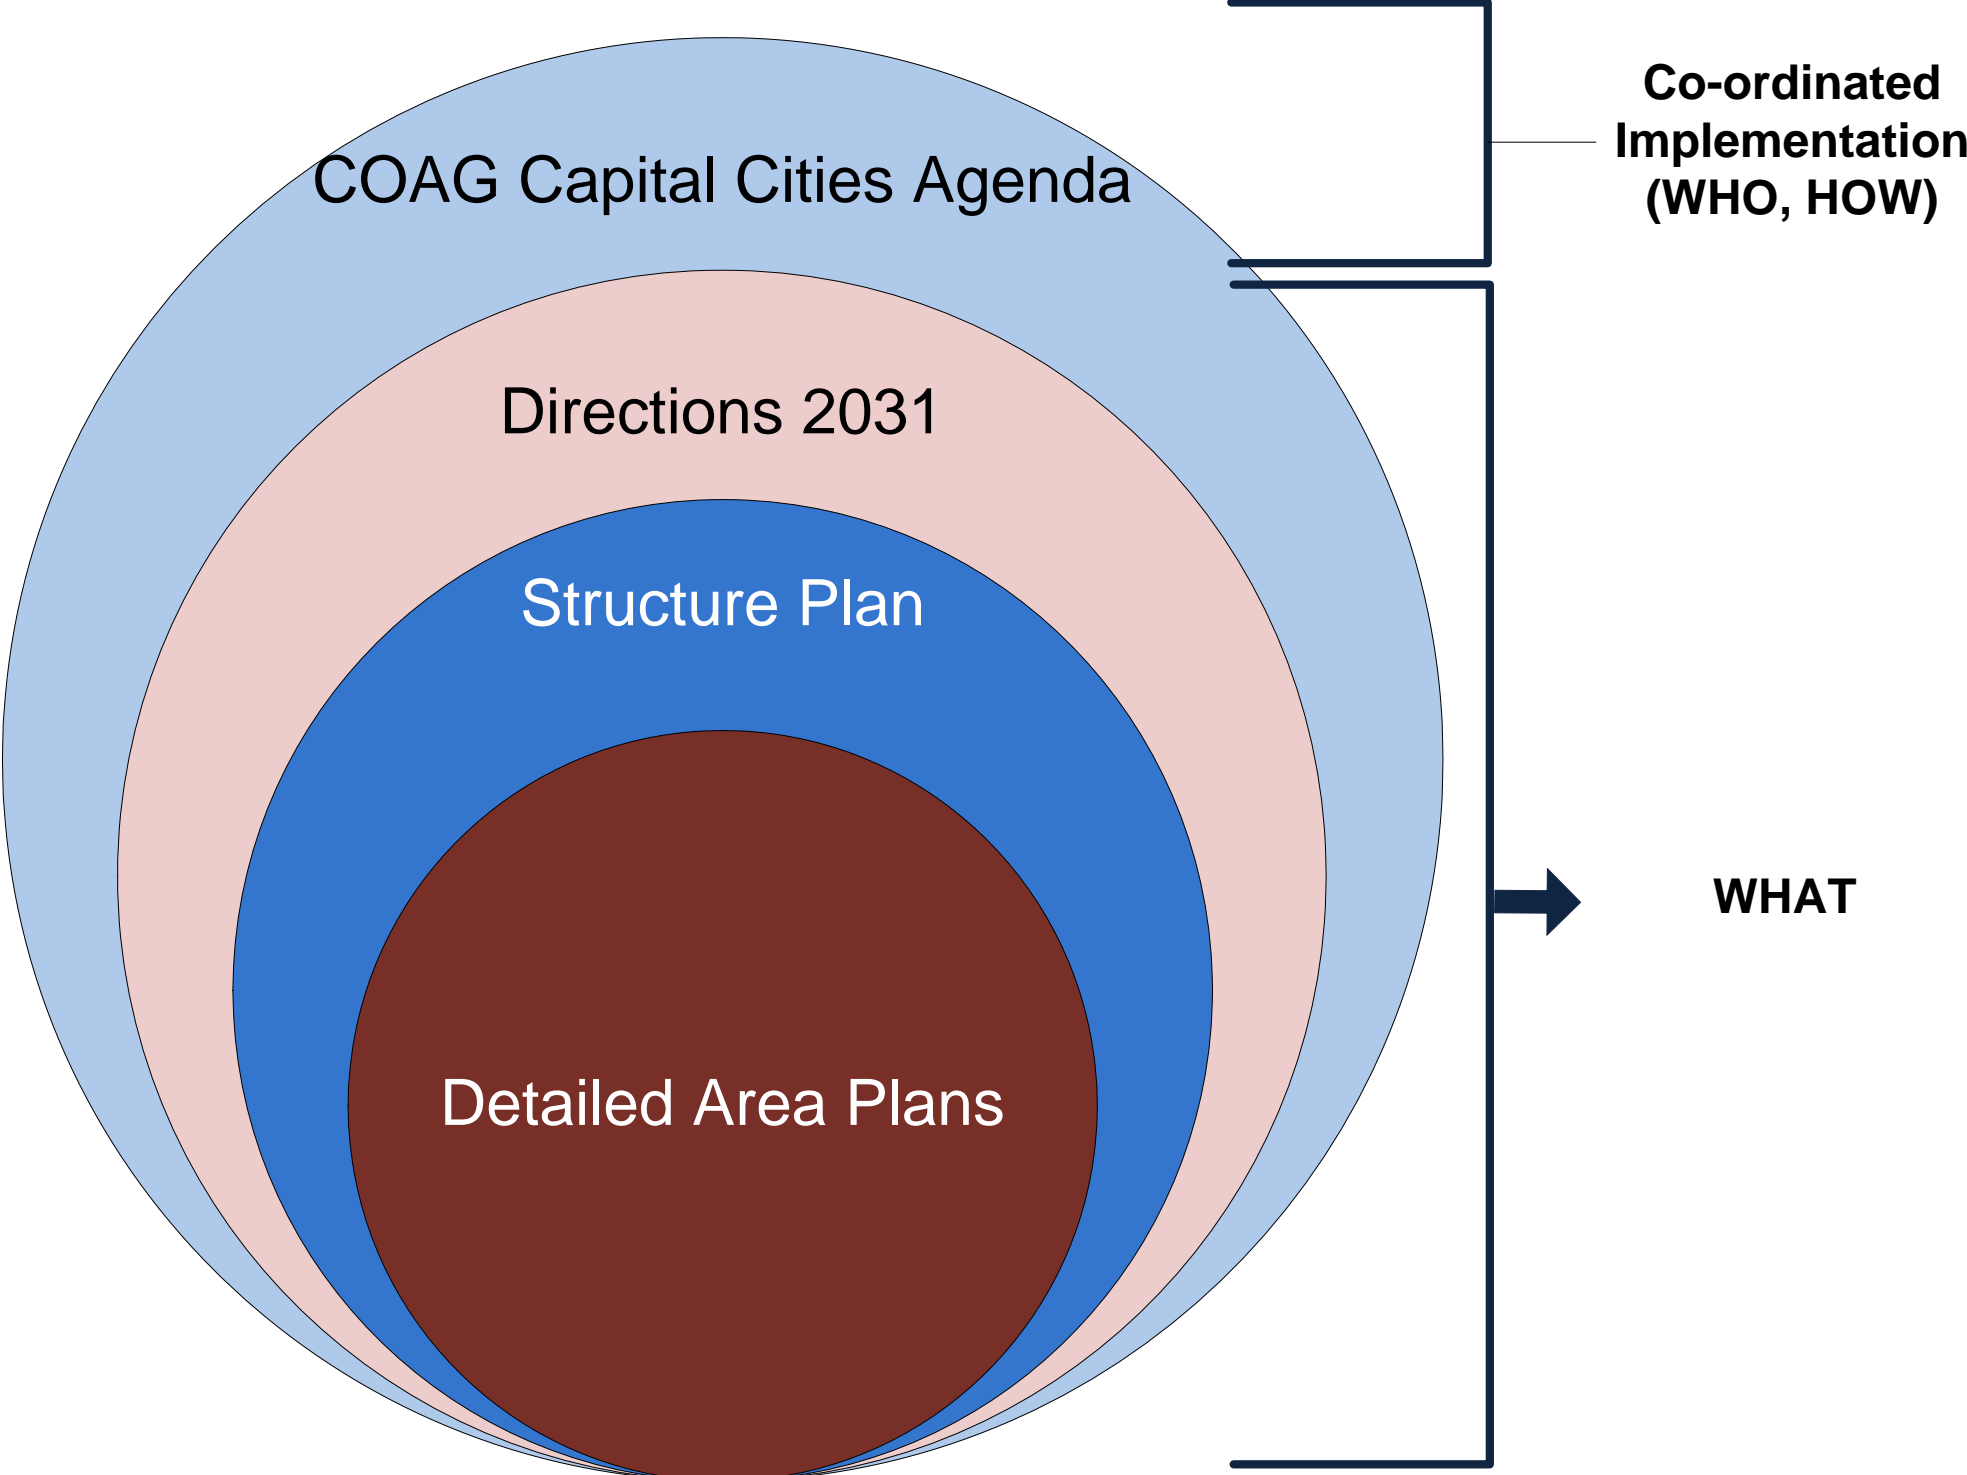 COAG Capital Cities Agenda
Directions 2031
Structure Plan
Detailed Area Plans
Co-ordinated
Implementation
(WHO, HOW)
WHAT